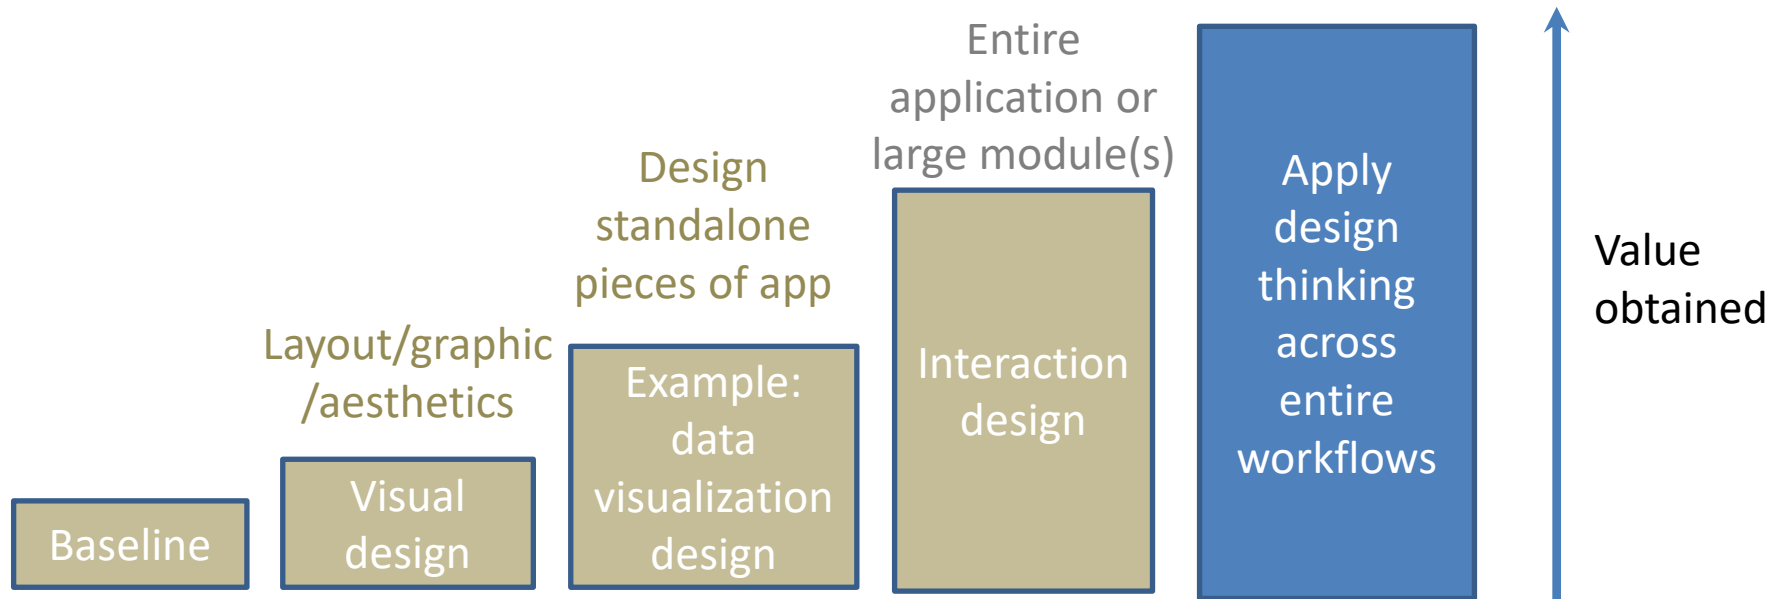 Baseline
Layout/graphic
/aesthetics
Visual
design
Design
standalone
pieces of app
Example:
data
visualization
design
Entire
application or
large module(s)
Interaction
design
Apply
design
thinking
across
entire
workflows
Value
obtained